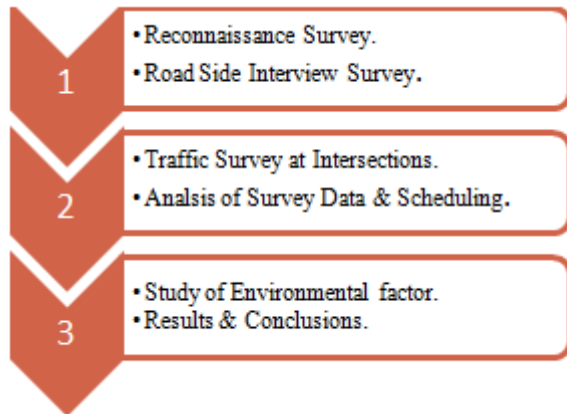 1
• Reconnaissance Survey.
• Road Side Interview Survey.
2
• Traffic Survey at Intersections.
• Analsis of Survey Data & Scheduling.
3
• Study of Environmental factor.
• Results & Conclusions.